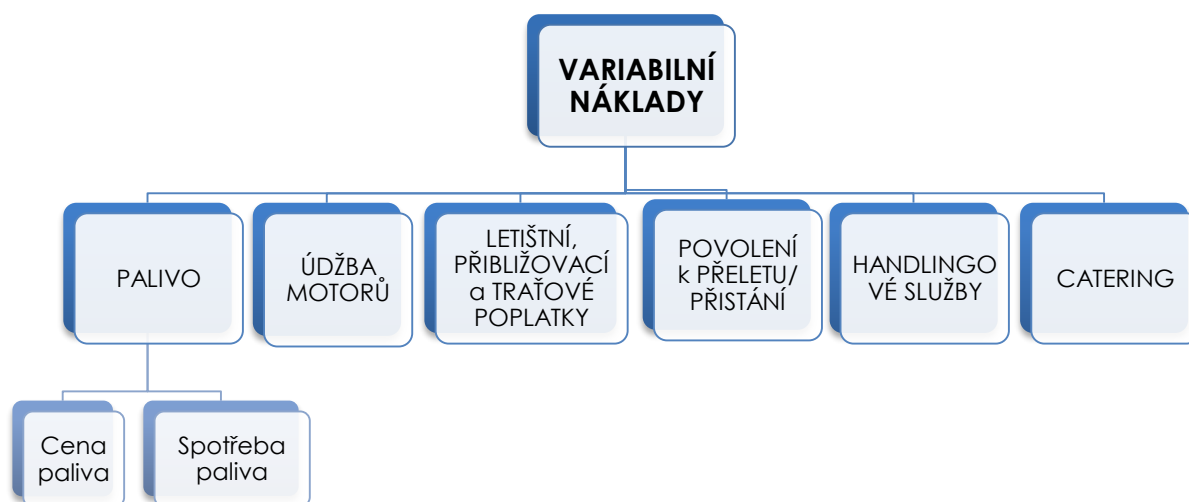 VARIABILNÍ
NÁKLADY
PALIVO
ÚDŽBA
MOTORŮ
LETIŠTNÍ,
PŘIBLIŽOVACÍ
a TRAŤOVÉ
POPLATKY
POVOLENÍ
k PŘELETU/
PŘISTÁNÍ
HANDLINGO
VÉ SLUŽBY
CATERING
Cena
paliva
Spotřeba
paliva